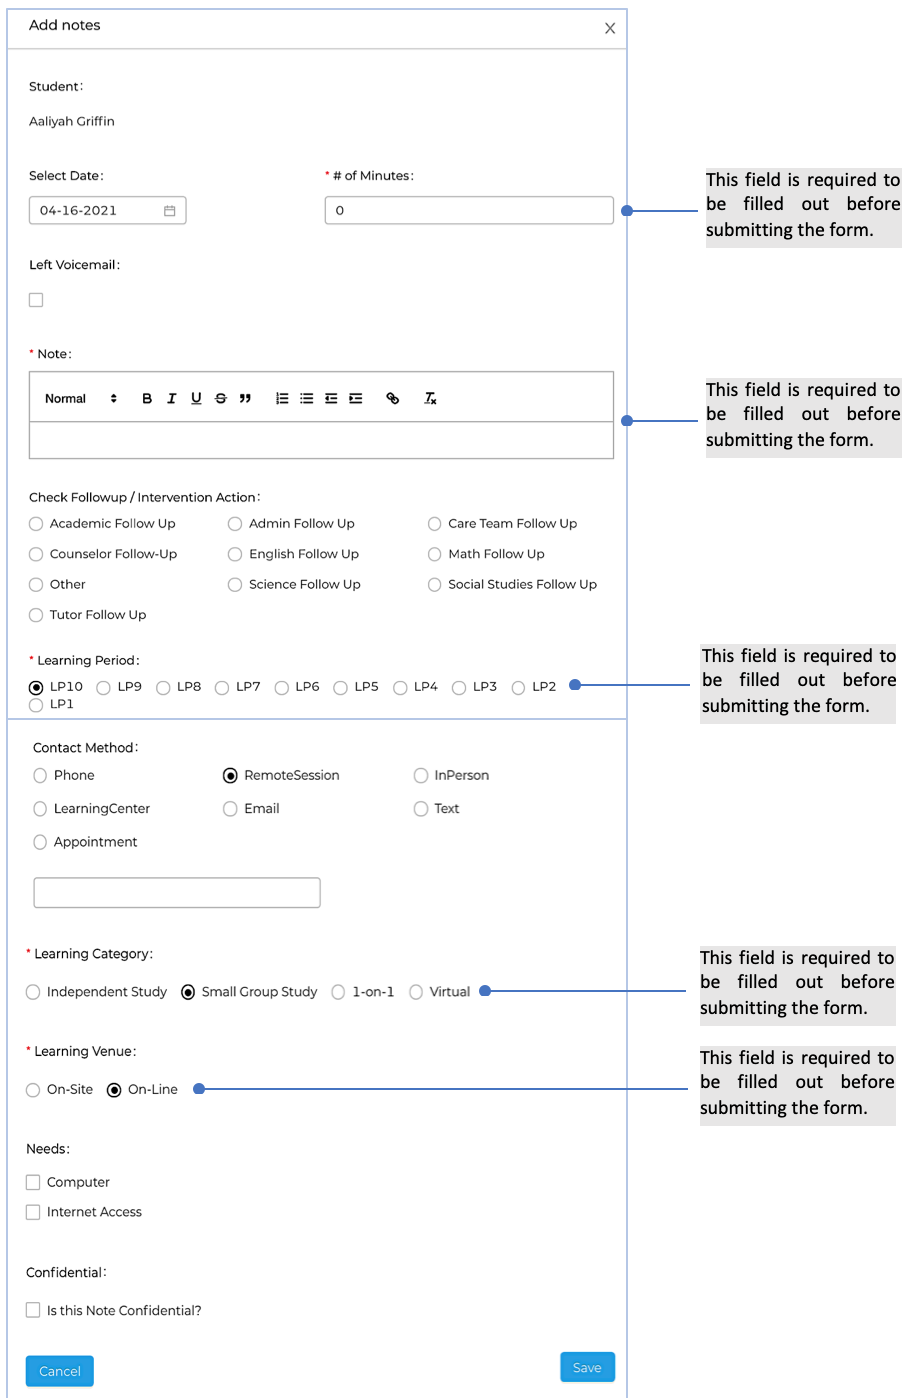 Add notes
X
Student:
Aaliyah Griffin
Select Date:
* # of Minutes:
04-16-2021
0
This field is required to
be filled out before
submitting the form.
Left Voicemail:
* Note:
Normal B I U S ” Tx
This field is required to
be filled out before
submitting the form.
Check Followup / Intervention Action:
Academic Follow Up Admin Follow Up Care Team Follow Up
Counselor Follow-Up English Follow Up Math Follow Up
Other Science Follow Up Social Studies Follow Up
Tutor Follow Up
* Learning Period:
LP10 LP9 LP8 LP7 LP6 LP5 LP4 LP3 LP2
LP1
This field is required to
be filled out before
submitting the form.
Contact Method:
Phone RemoteSession InPerson
LearningCenter Email Text
Appointment
* Learning Category:
Independent Study Small Group Study 1-on-1 Virtual
This field is required to
be filled out before
submitting the form.
* Learning Venue:
On-Site On-Line
This field is required to
be filled out before
submitting the form.
Needs:
Computer
Internet Access
Confidential:
Is this Note Confidential?
Cancel
Save